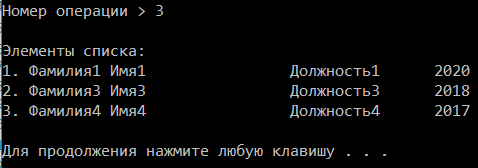 Номер операции > 3
Элементы списка:
1. Фамилия1 Имя1 Должность1 2020
2. Фамилия3 Имя3 Должность3 2018
3. Фамилия4 Имя4 Должность4 2017
Для продолжения нажмите любую клавишу . . .